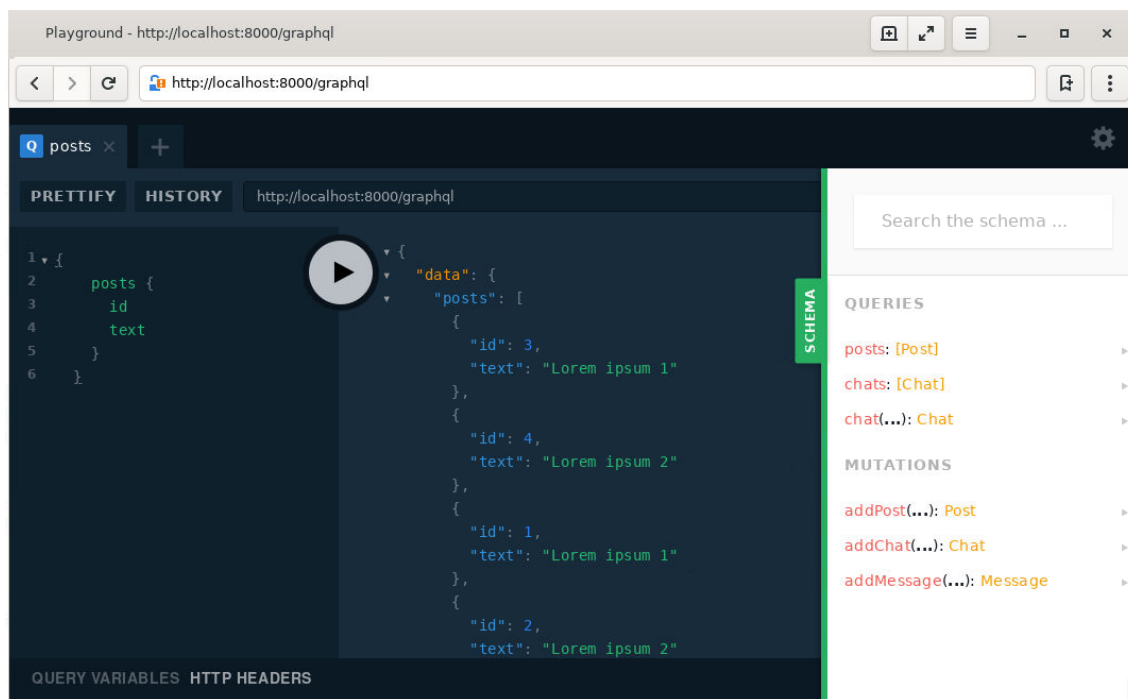 Playground - http://localhost:8000/graphql
http://localhost:8000/graphql
Q posts
PRETTIFY HISTORY http://localhost:8000/graphql
1 {
2 posts {
3 id
4 text
5 }
6 }
{
"data": {
"posts": [
{
"id": 3,
"text": "Lorem ipsum 1"
},
{
"id": 4,
"text": "Lorem ipsum 2"
},
{
"id": 1,
"text": "Lorem ipsum 1"
},
{
"id": 2,
"text": "Lorem ipsum 2"
SCHEMA
Search the schema ...
QUERIES
posts: [Post]
chats: [Chat]
chat(...): Chat
MUTATIONS
addPost(...): Post
addChat(...): Chat
addMessage(...): Message
QUERY VARIABLES HTTP HEADERS